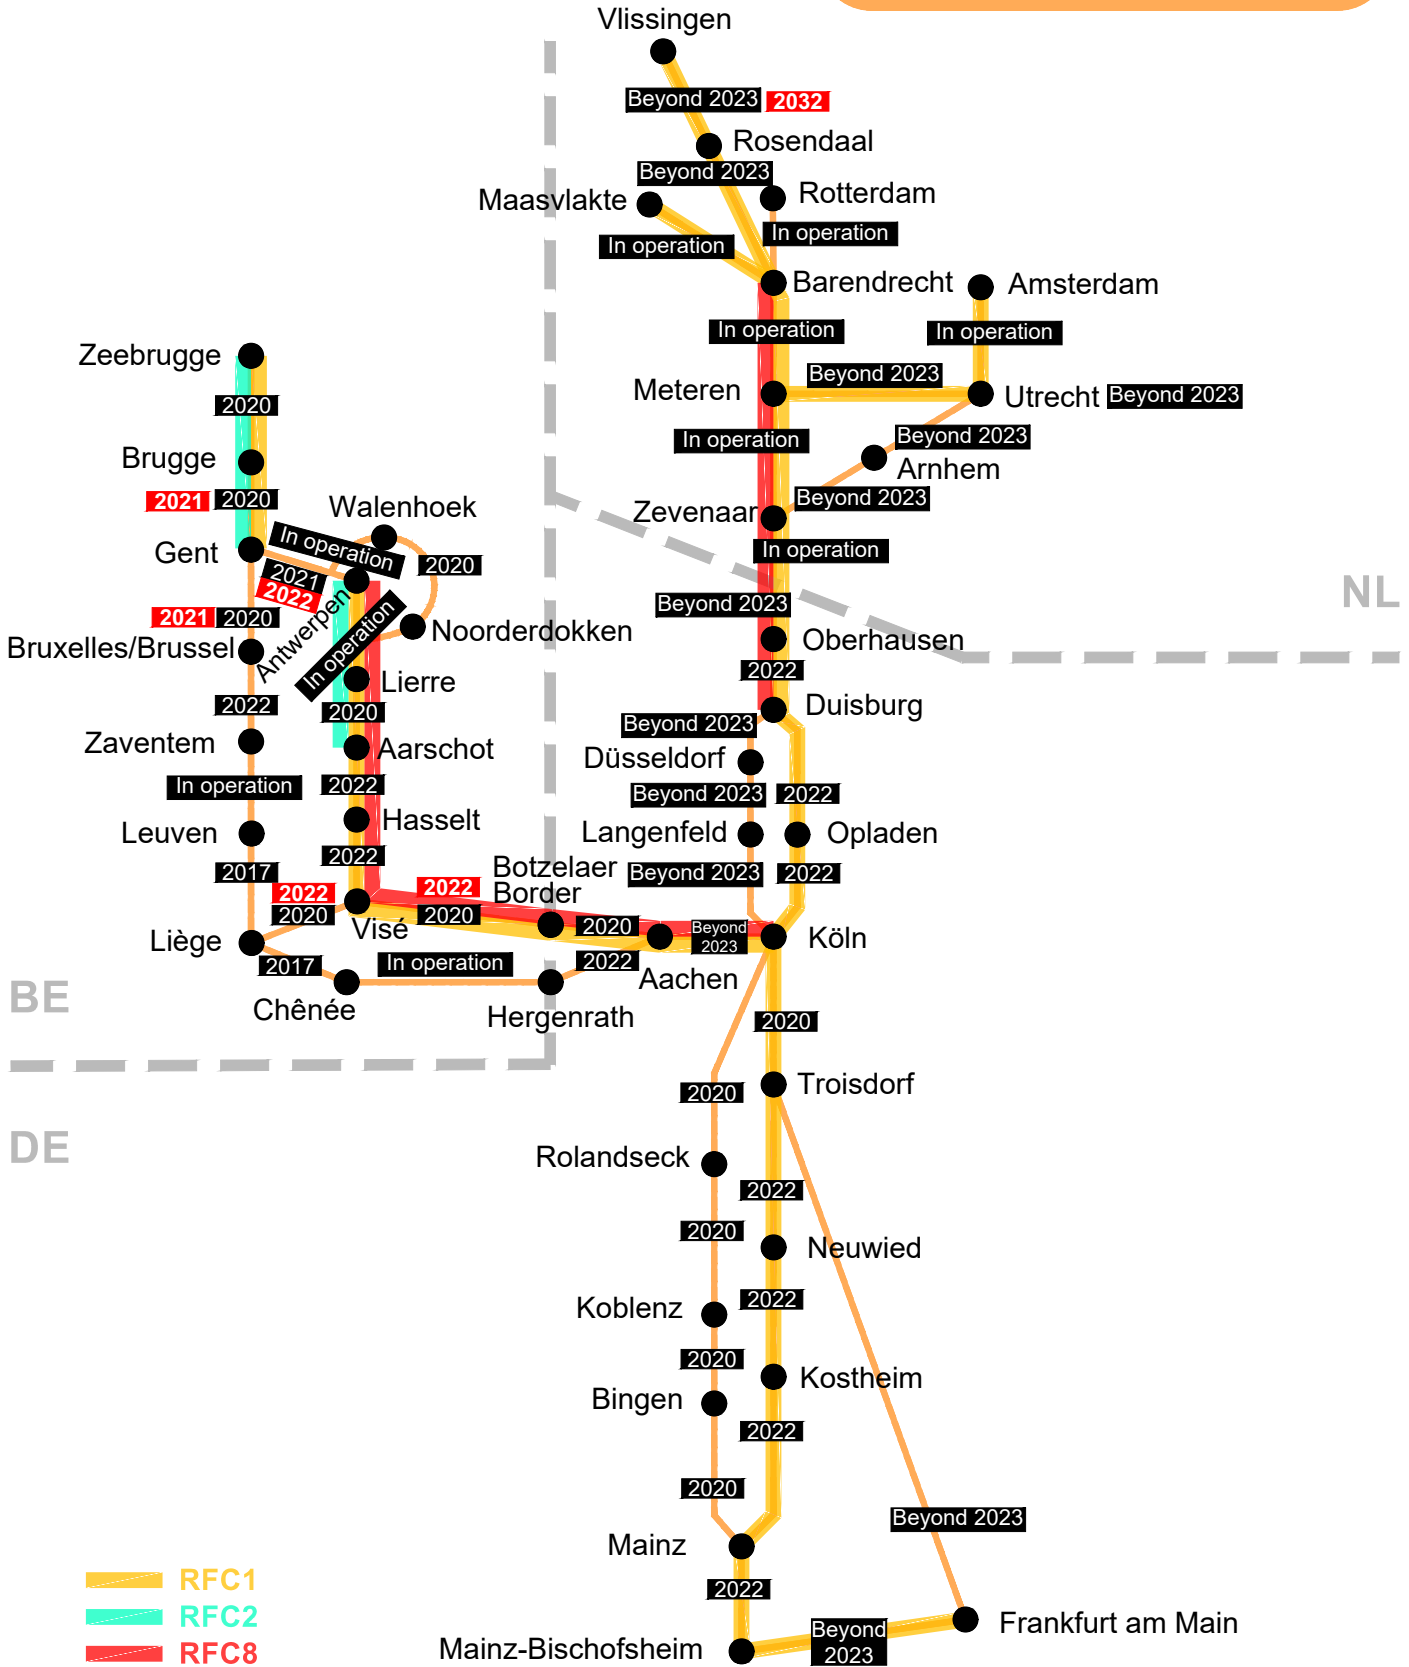 Vlissingen
Beyond 2023 2032
Rosendaal
Beyond 2023
Maasvlakte
Rotterdam
In operation
In operation
Barendrecht
Amsterdam
In operation
In operation
Zeebrugge
Meteren
Beyond 2023
Utrecht Beyond 2023
2020
In operation
Beyond 2023
Brugge
Arnhem
2021 2020
Walenhoek
Beyond 2023
Zevenaar
Gent
In operation
In operation
2020
2021
2022
NL
2021 2020
Antwerpen
In operation
Beyond 2023
Noorderdokken
Oberhausen
Bruxelles/Brussel
2022
Lierre
2022
2020
Duisburg
Beyond 2023
Zaventem
Aarschot
Düsseldorf
In operation
2022
Beyond 2023
2022
Leuven
Hasselt
Langenfeld
Opladen
2022
Botzelaer
Border
2017
2022
2022
Beyond 2023
2022
2020
2020
2020
Beyond
2023
Liège
Visé
Köln
2017
In operation
2022
Aachen
BE
Chênée
Hergenrath
2020
Troisdorf
2020
DE
Rolandseck
2022
2020
Neuwied
Koblenz
2022
2020
Kostheim
Bingen
2022
2020
Beyond 2023
Mainz
2022
RFC1
RFC2
Frankfurt am Main
Beyond
2023
RFC8
Mainz-Bischofsheim